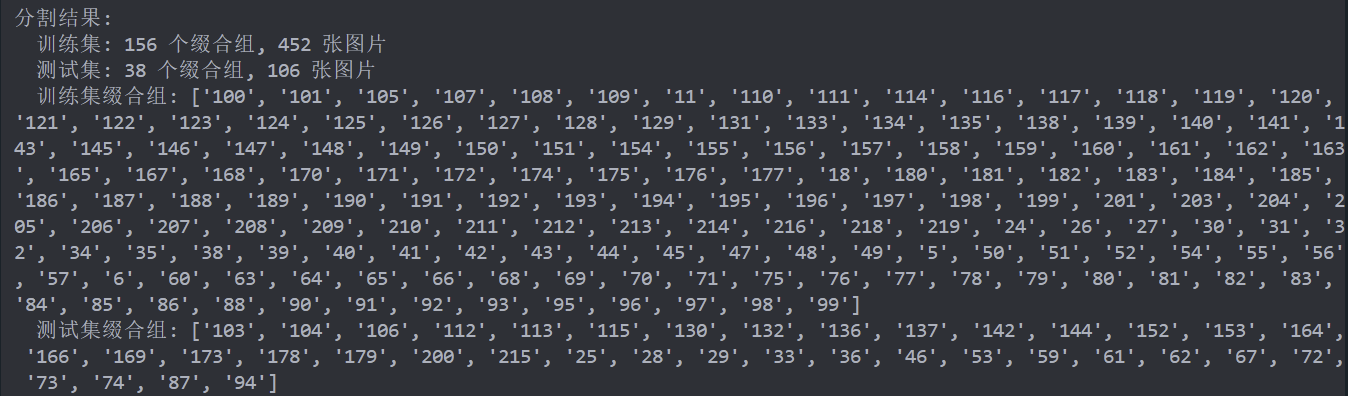 分割结果:
训练集: 156 个缀合组, 452 张图片
测试集: 38 个缀合组, 106 张图片
训练集缀合组: ['100', '101', '105', '107', '108', '109', '11', '110', '111', '114', '116', '117', '118', '119', '120',
'121', '122', '123', '124', '125', '126', '127', '128', '129', '131', '133', '134', '135', '138', '139', '140', '141', '1
43', '145', '146', '147', '148', '149', '150', '151', '154', '155', '156', '157', '158', '159', '160', '161', '162', '163
', '165', '167', '168', '170', '171', '172', '174', '175', '176', '177', '18', '180', '181', '182', '183', '184', '185',
'186', '187', '188', '189', '190', '191', '192', '193', '194', '195', '196', '197', '198', '199', '201', '203', '204', '2
05', '206', '207', '208', '209', '210', '211', '212', '213', '214', '216', '218', '219', '24', '26', '27', '30', '31', '3
2', '34', '35', '38', '39', '40', '41', '42', '43', '44', '45', '47', '48', '49', '5', '50', '51', '52', '54', '55', '56'
, '57', '6', '60', '63', '64', '65', '66', '68', '69', '70', '71', '75', '76', '77', '78', '79', '80', '81', '82', '83',
'84', '85', '86', '88', '90', '91', '92', '93', '95', '96', '97', '98', '99']
测试集缀合组: ['103', '104', '106', '112', '113', '115', '130', '132', '136', '137', '142', '144', '152', '153', '164',
'166', '169', '173', '178', '179', '200', '215', '25', '28', '29', '33', '36', '46', '53', '59', '61', '62', '67', '72',
'73', '74', '87', '94']